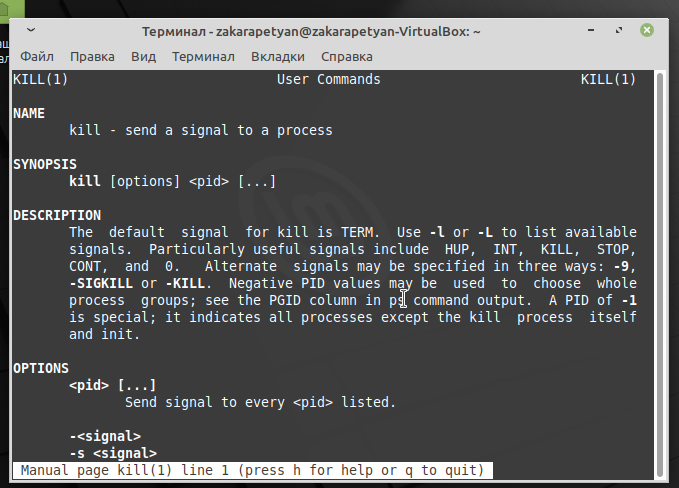 Терминал - zakarapetyan@zakarapetyan-VirtualBox: ~
Файл Правка Вид Терминал Вкладки Справка
KILL(1) User Commands KILL(1)
NAME
kill - send a signal to a process
SYNOPSIS
kill [options] <pid> [...]
DESCRIPTION
The default signal for kill is TERM. Use -l or -L to list available
signals. Particularly useful signals include HUP, INT, KILL, STOP,
CONT, and 0. Alternate signals may be specified in three ways: -9,
-SIGKILL or -KILL. Negative PID values may be used to choose whole
process groups; see the PGID column in ps command output. A PID of -1
is special; it indicates all processes except the kill process itself
and init.
OPTIONS
<pid> [...]
Send signal to every <pid> listed.
-<signal>
-s <signal>
Manual page kill(1) line 1 (press h for help or q to quit)